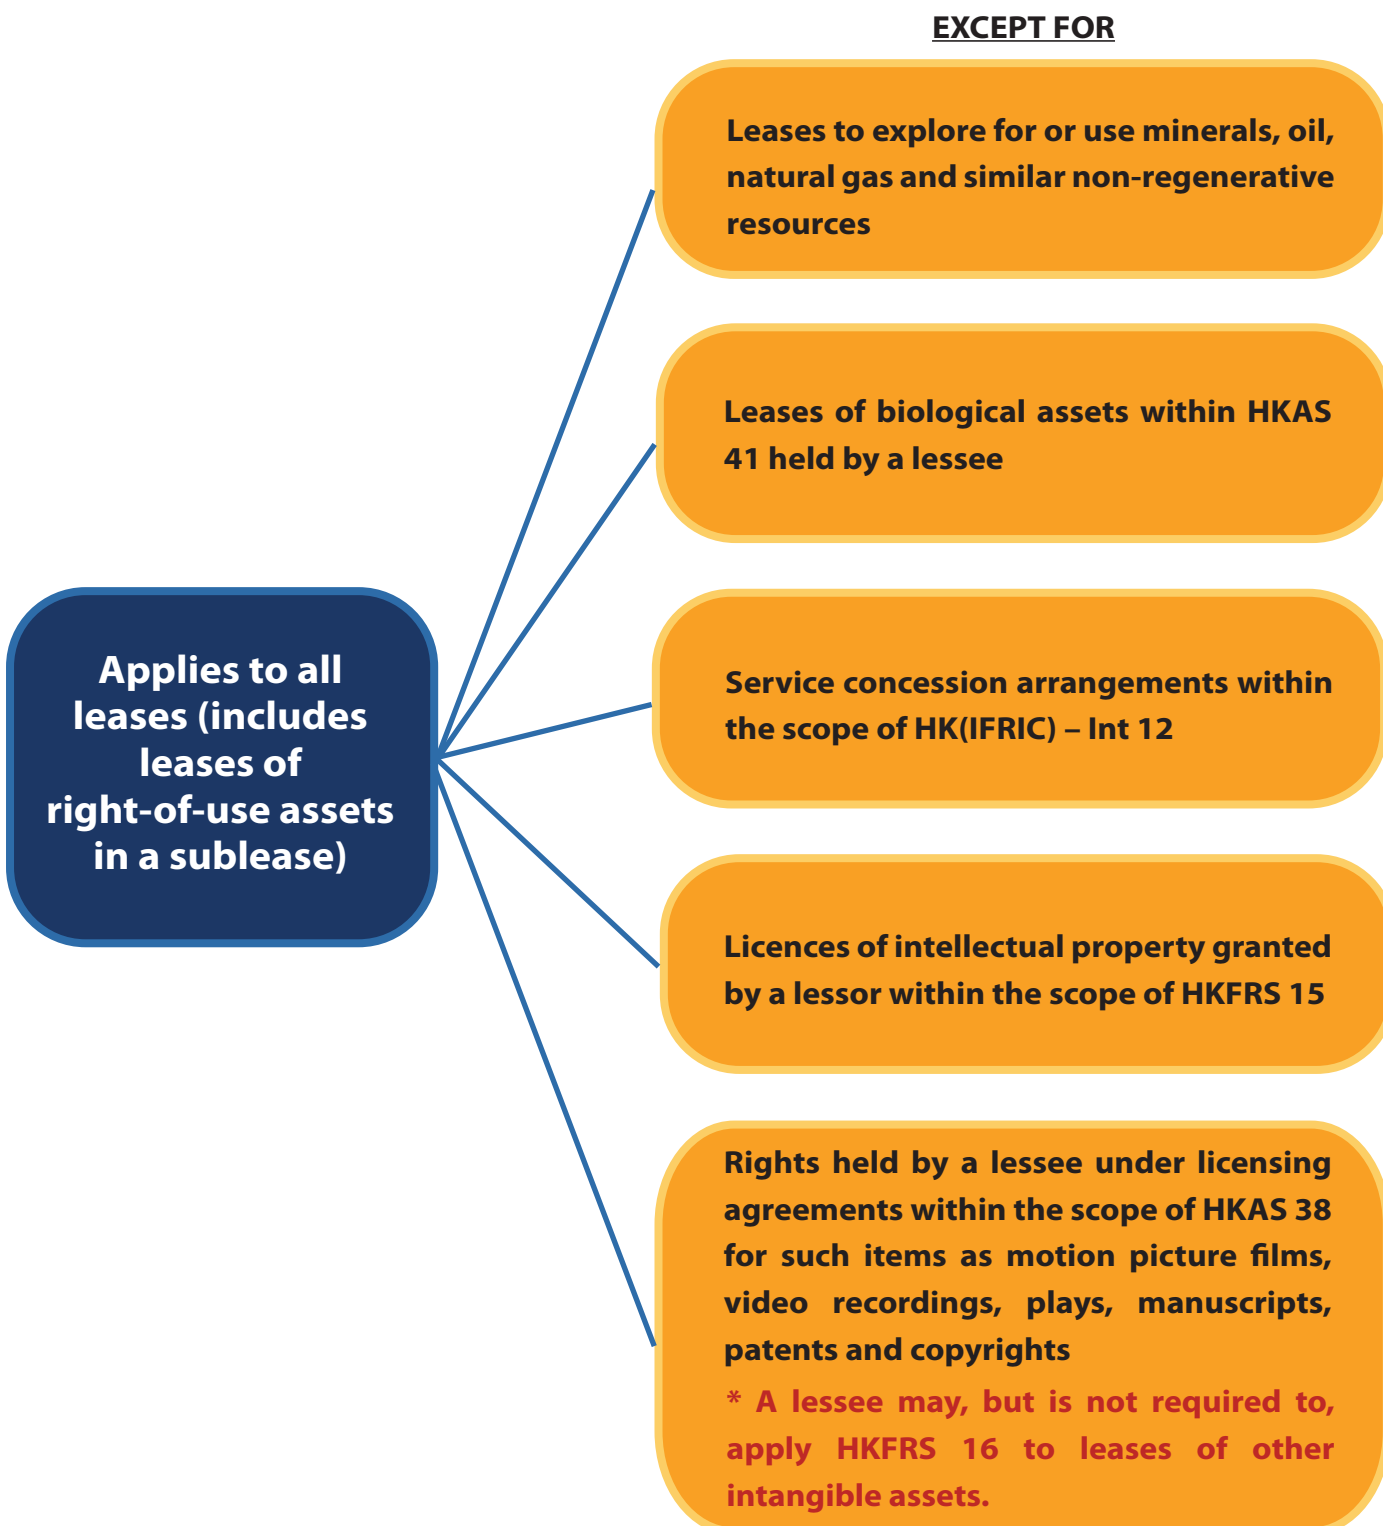 EXCEPT FOR
Leases to explore for or use minerals, oil,
natural gas and similar non-regenerative
resources
Leases of biological assets within HKAS
41 held by a lessee
Applies to all
leases (includes
leases of
right-of-use assets
in a sublease)
Service concession arrangements within
the scope of HK(IFRIC) – Int 12
Licences of intellectual property granted
by a lessor within the scope of HKFRS 15
Rights held by a lessee under licensing
agreements within the scope of HKAS 38
for such items as motion picture films,
video recordings, plays, manuscripts,
patents and copyrights
* A lessee may, but is not required to,
apply HKFRS 16 to leases of other
intangible assets.